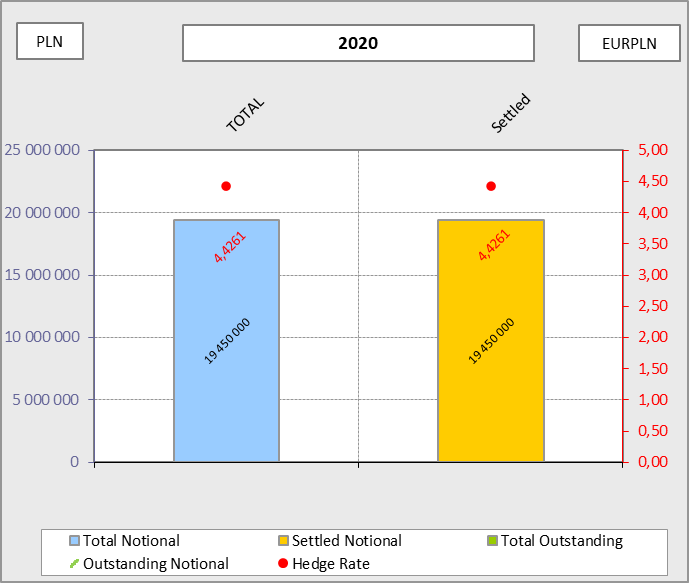 PLN
2020
EURPLN
TOTAL
Settled
25 000 000
20 000 000
15 000 000
10 000 000
5 000 000
0
5,00
4,50
4,00
3,50
3,00
2,50
2,00
1,50
1,00
0,50
0,00
4,4261
4,4261
19 450 000
19 450 000
Total Notional
Settled Notional
Total Outstanding
Outstanding Notional
Hedge Rate